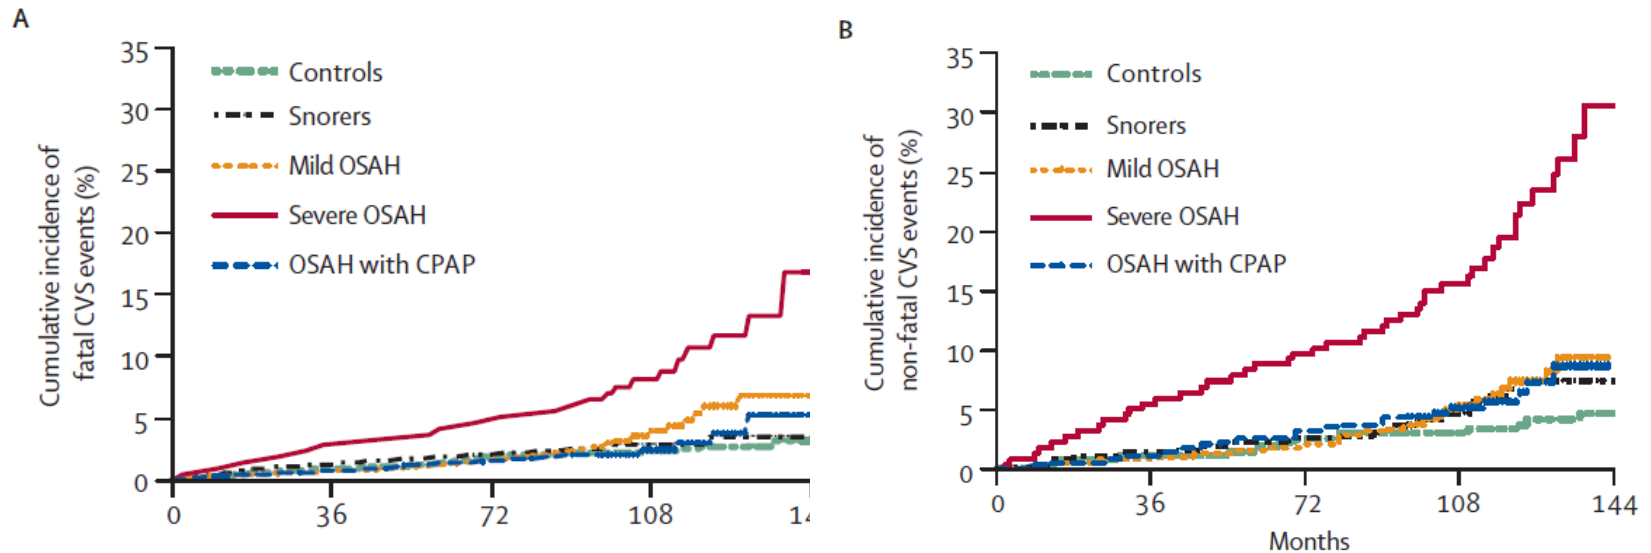 A
Cumulative incidence of
fatal CVS events (%)
35
30
25
20
15
10
5
0
Controls
Snorers
Mild OSAH
Severe OSAH
OSAH with CPAP
0 36 72 108 14
B
Cumulative incidence of
non-fatal CVS events (%)
35
30
25
20
15
10
5
0
Controls
Snorers
Mild OSAH
Severe OSAH
OSAH with CPAP
0 36 72 108 144
Months